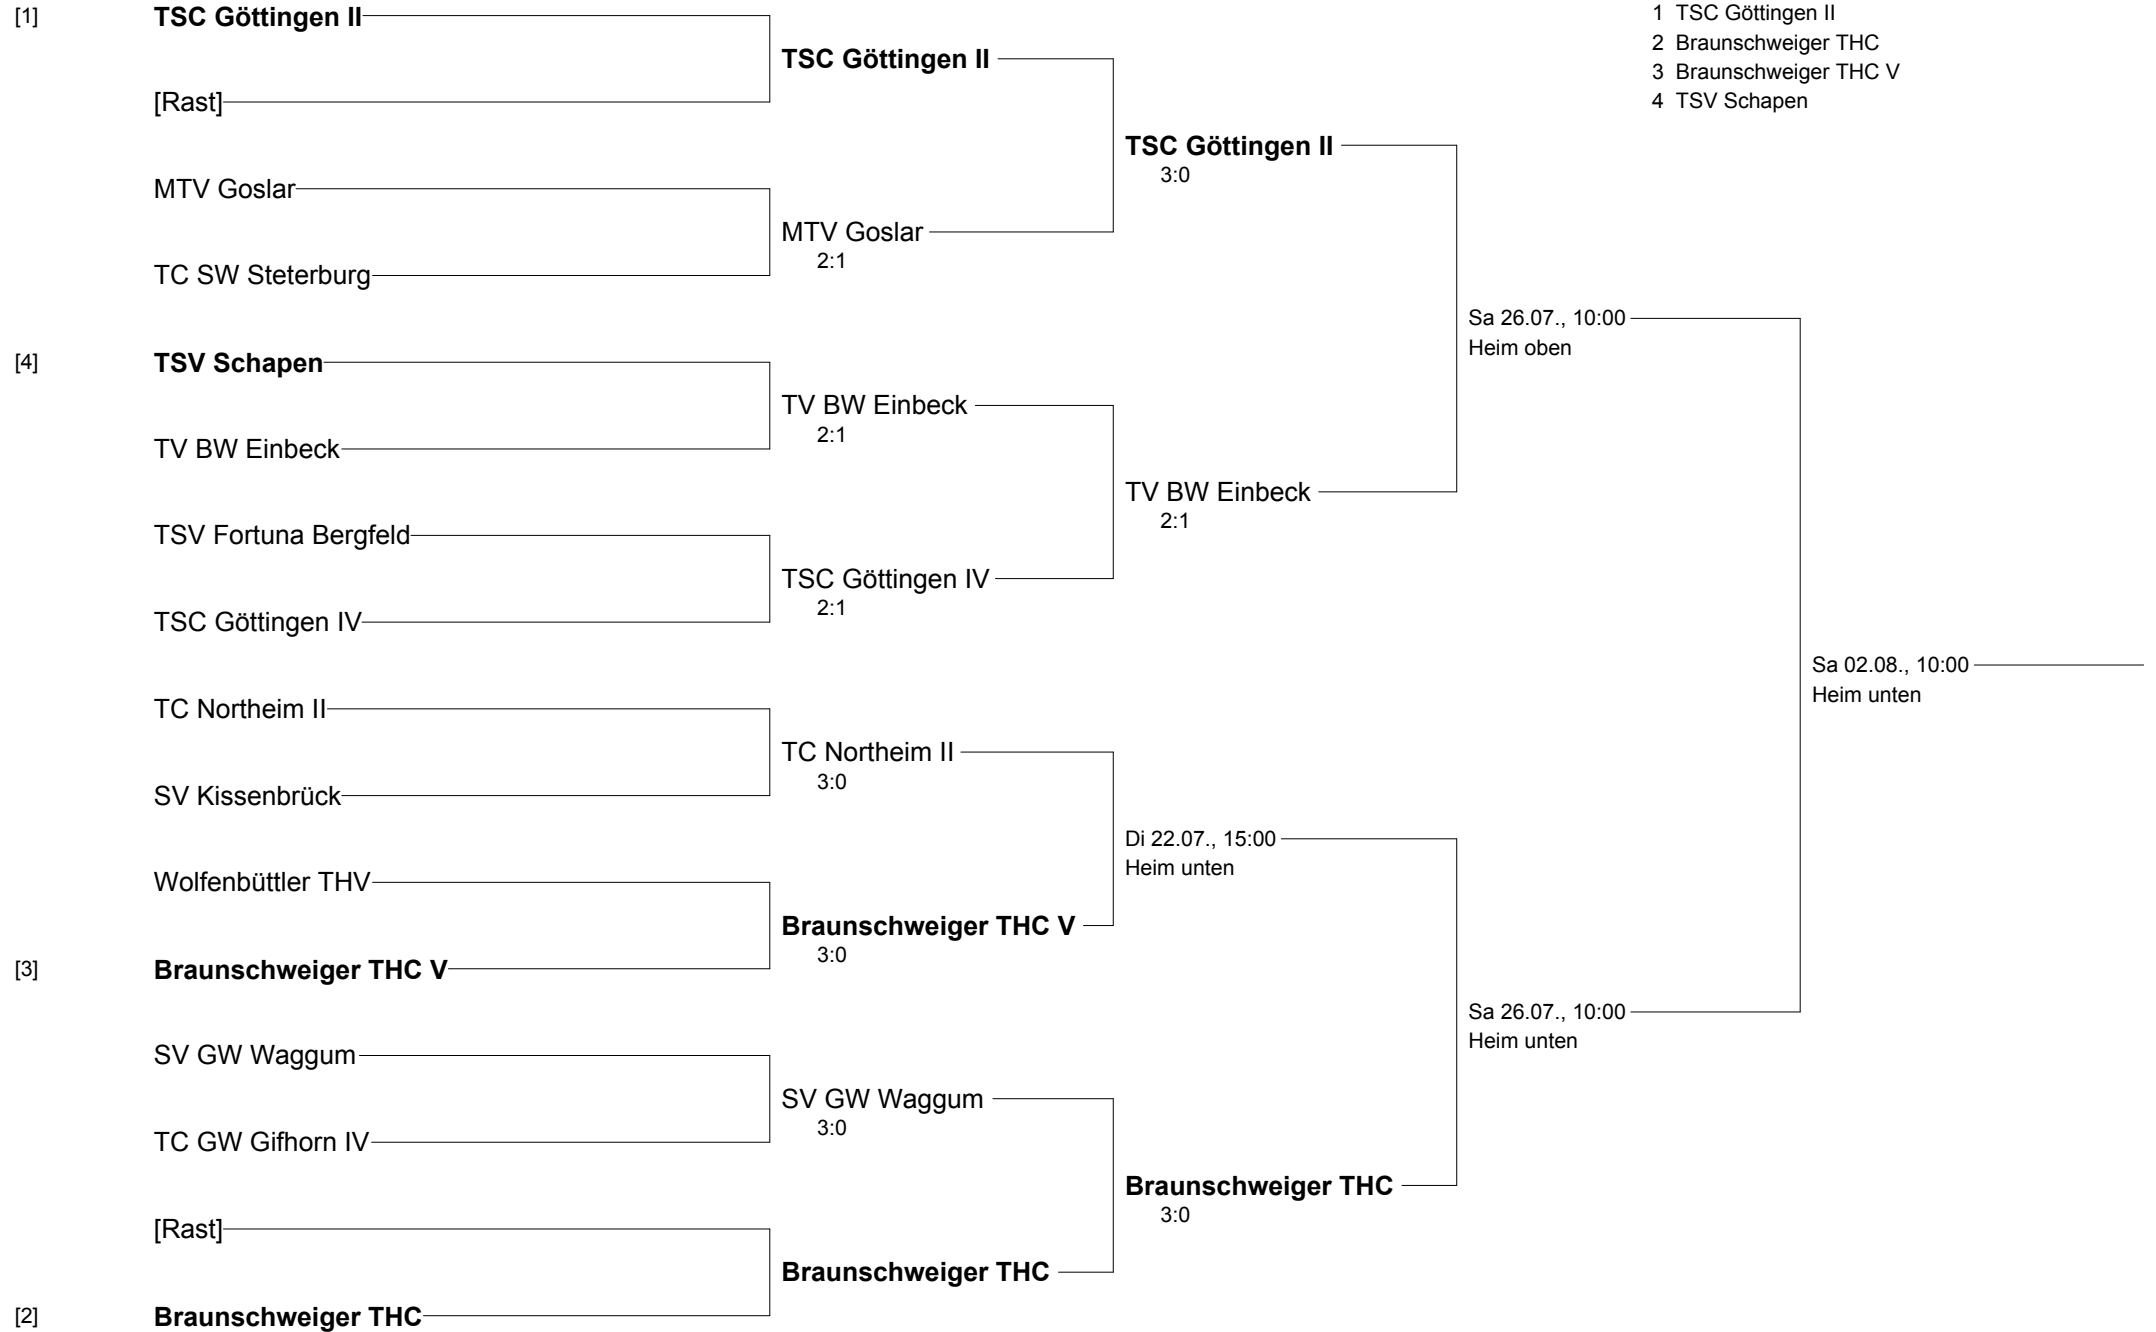 [1] TSC Göttingen II
[Rast]
MTV Goslar
TC SW Steterburg
[4] TSV Schapen
TV BW Einbeck
TSV Fortuna Bergfeld
TSC Göttingen IV
TC Northeim II
SV Kissenbrück
Wolfenbüttler THV
[3] Braunschweiger THC V
SV GW Waggum
TC GW Gifhorn IV
[Rast]
[2] Braunschweiger THC
TSC Göttingen II
MTV Goslar
2:1
TV BW Einbeck
2:1
TSC Göttingen IV
2:1
TC Northeim II
3:0
Braunschweiger THC V
3:0
SV GW Waggum
3:0
Braunschweiger THC
TSC Göttingen II
3:0
TV BW Einbeck
2:1
Di 22.07., 15:00
Heim unten
Braunschweiger THC
3:0
Sa 26.07., 10:00
Heim oben
Sa 26.07., 10:00
Heim unten
Sa 02.08., 10:00
Heim unten
1 TSC Göttingen II
2 Braunschweiger THC
3 Braunschweiger THC V
4 TSV Schapen